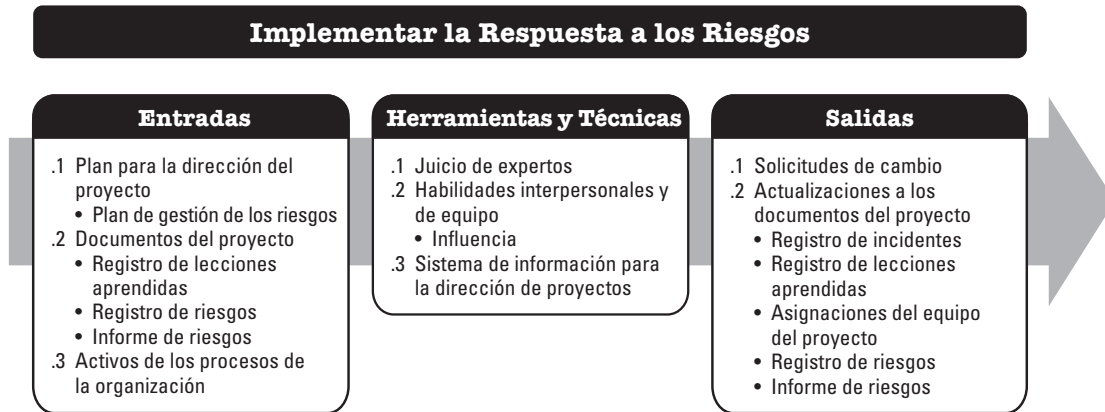 Implementar la Respuesta a los Riesgos
Entradas
.1 Plan para la dirección del
proyecto
• Plan de gestión de los riesgos
.2 Documentos del proyecto
• Registro de lecciones
aprendidas
• Registro de riesgos
• Informe de riesgos
.3 Activos de los procesos de
la organización
Herramientas y Técnicas
.1 Juicio de expertos
.2 Habilidades interpersonales y
de equipo
• Influencia
.3 Sistema de información para
la dirección de proyectos
Salidas
.1 Solicitudes de cambio
.2 Actualizaciones a los
documentos del proyecto
• Registro de incidentes
• Registro de lecciones
aprendidas
• Asignaciones del equipo
del proyecto
• Registro de riesgos
• Informe de riesgos